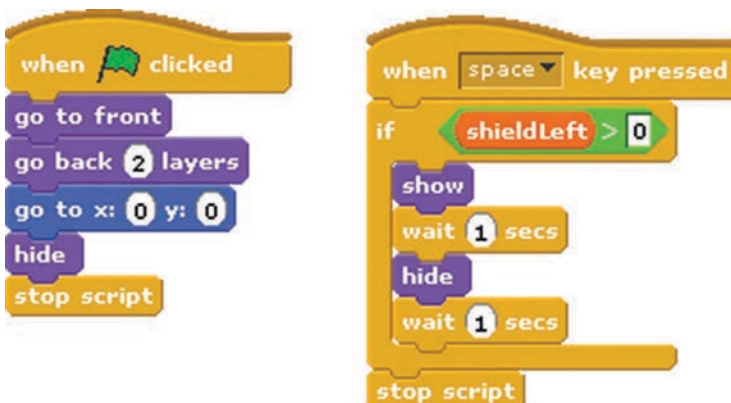 when clicked
go to front
go back 2 layers
go to x: 0 y: 0
hide
stop script
when space key pressed
if shieldLeft > 0
show
wait 1 secs
hide
wait 1 secs
stop script